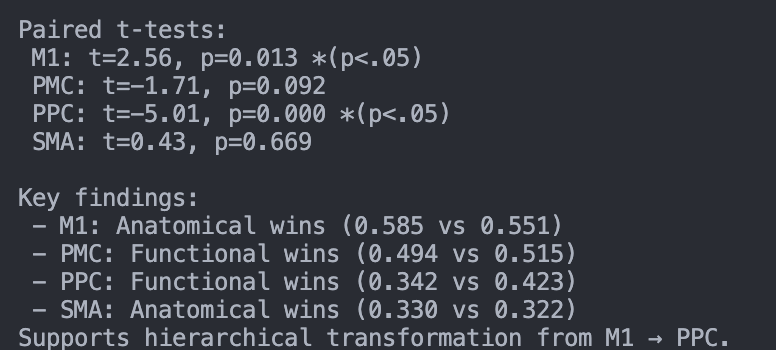 Paired t-tests:
M1: t=2.56, p=0.013 *(p<.05)
PMC: t=-1.71, p=0.092
PPC: t=-5.01, p=0.000 *(p<.05)
SMA: t=0.43, p=0.669
Key findings:
- M1: Anatomical wins (0.585 vs 0.551)
- PMC: Functional wins (0.494 vs 0.515)
- PPC: Functional wins (0.342 vs 0.423)
- SMA: Anatomical wins (0.330 vs 0.322)
Supports hierarchical transformation from M1 → PPC.